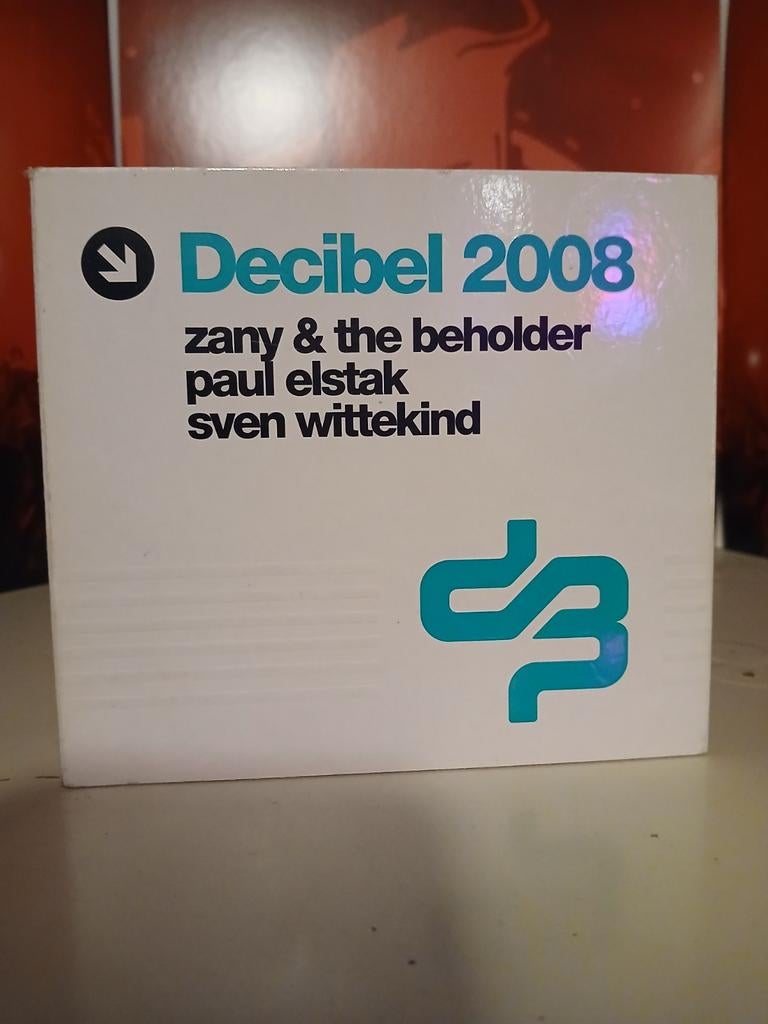 Decibel 2008
zany & the beholder
paul elstak
sven wittekind